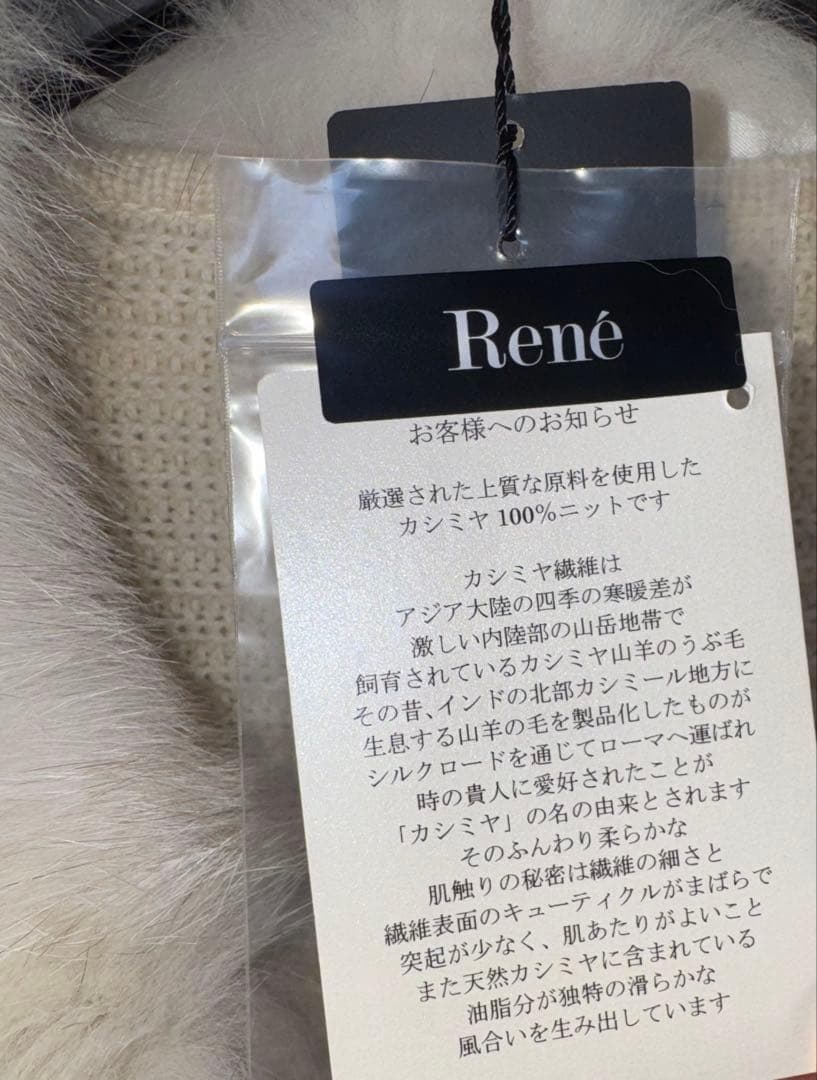 René
お客様へのお知らせ
厳選された上質な原料を使用した
カシミヤ 100%ニットです
カシミヤ繊維は
アジア大陸の四季の寒暖差が
激しい内陸部の山岳地帯で
飼育されているカシミヤ山羊のうぶ毛
その昔、インドの北部カシミール地方に
生息する山羊の毛を製品化したものが
シルクロードを通じてローマへ運ばれ
時の貴人に愛好されたことが
「カシミヤ」の名の由来とされます
そのふんわり柔らかな
肌触りの秘密は繊維の細さと
繊維表面のキューティクルがまばらで
突起が少なく、肌あたりがよいこと
また天然カシミヤに含まれている
油脂分が独特の滑らかな
風合いを生み出しています